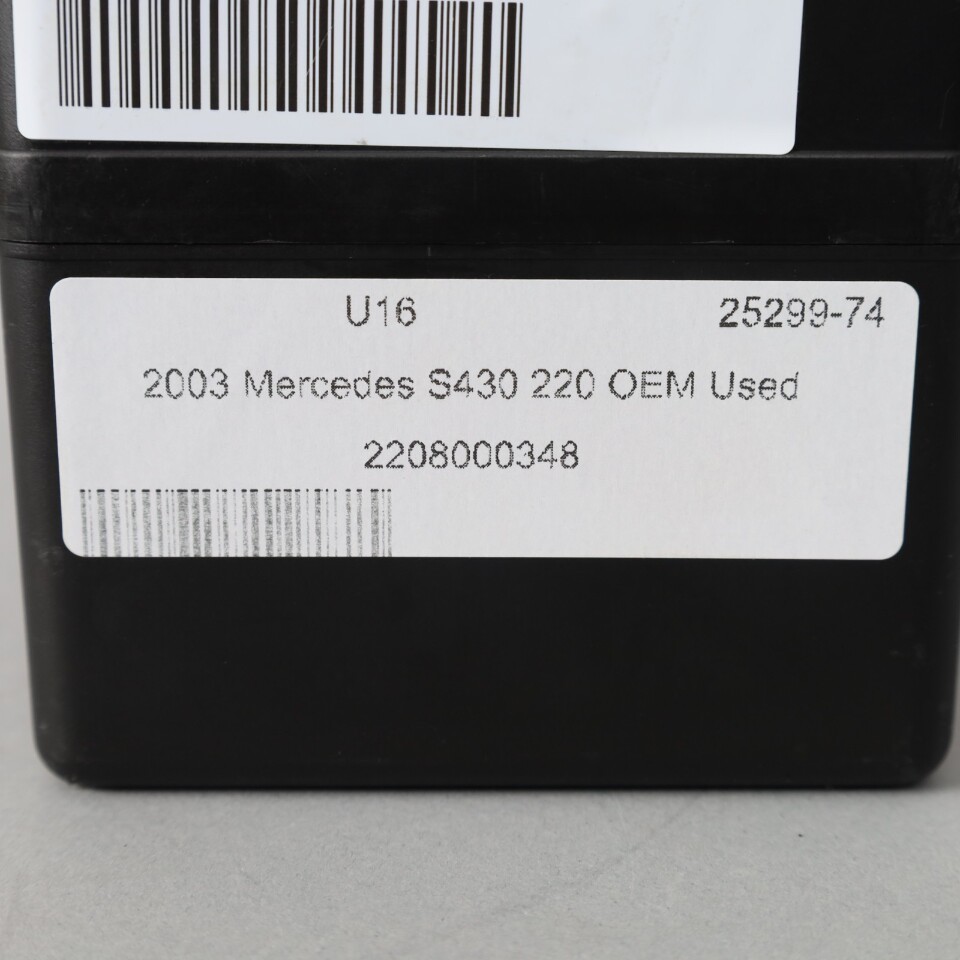 U16 25299-74
2003 Mercedes S430 220 OEM Used
2208000348